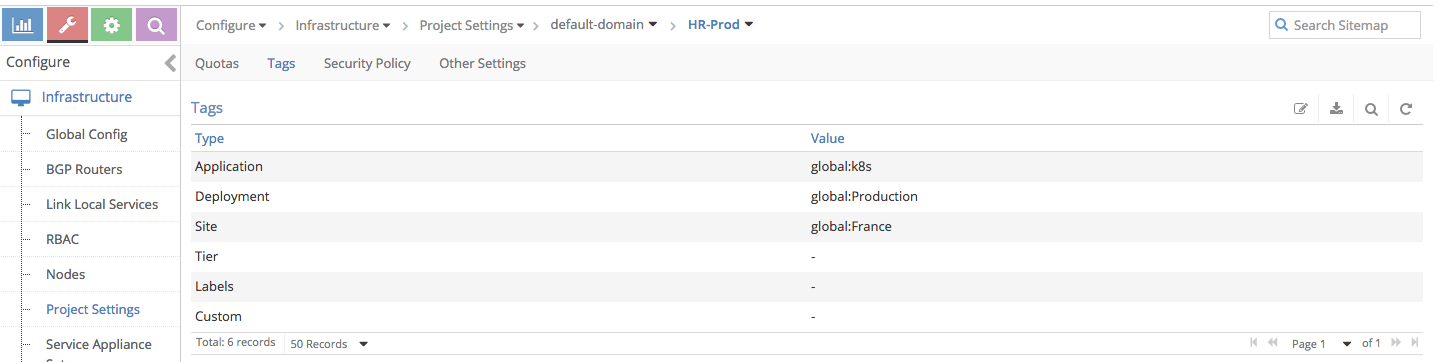 Configure Infrastructure Project Settings default-domain HR-Prod Search Sitemap
Configure
Quotas Tags Security Policy Other Settings
Infrastructure
Global Config
BGP Routers
Link Local Services
RBAC
Nodes
Project Settings
Service Appliance
Tags
Type Value
Application global:k8s
Deployment global:Production
Site global:France
Tier -
Labels -
Custom -
Total: 6 records 50 Records Page 1 of 1